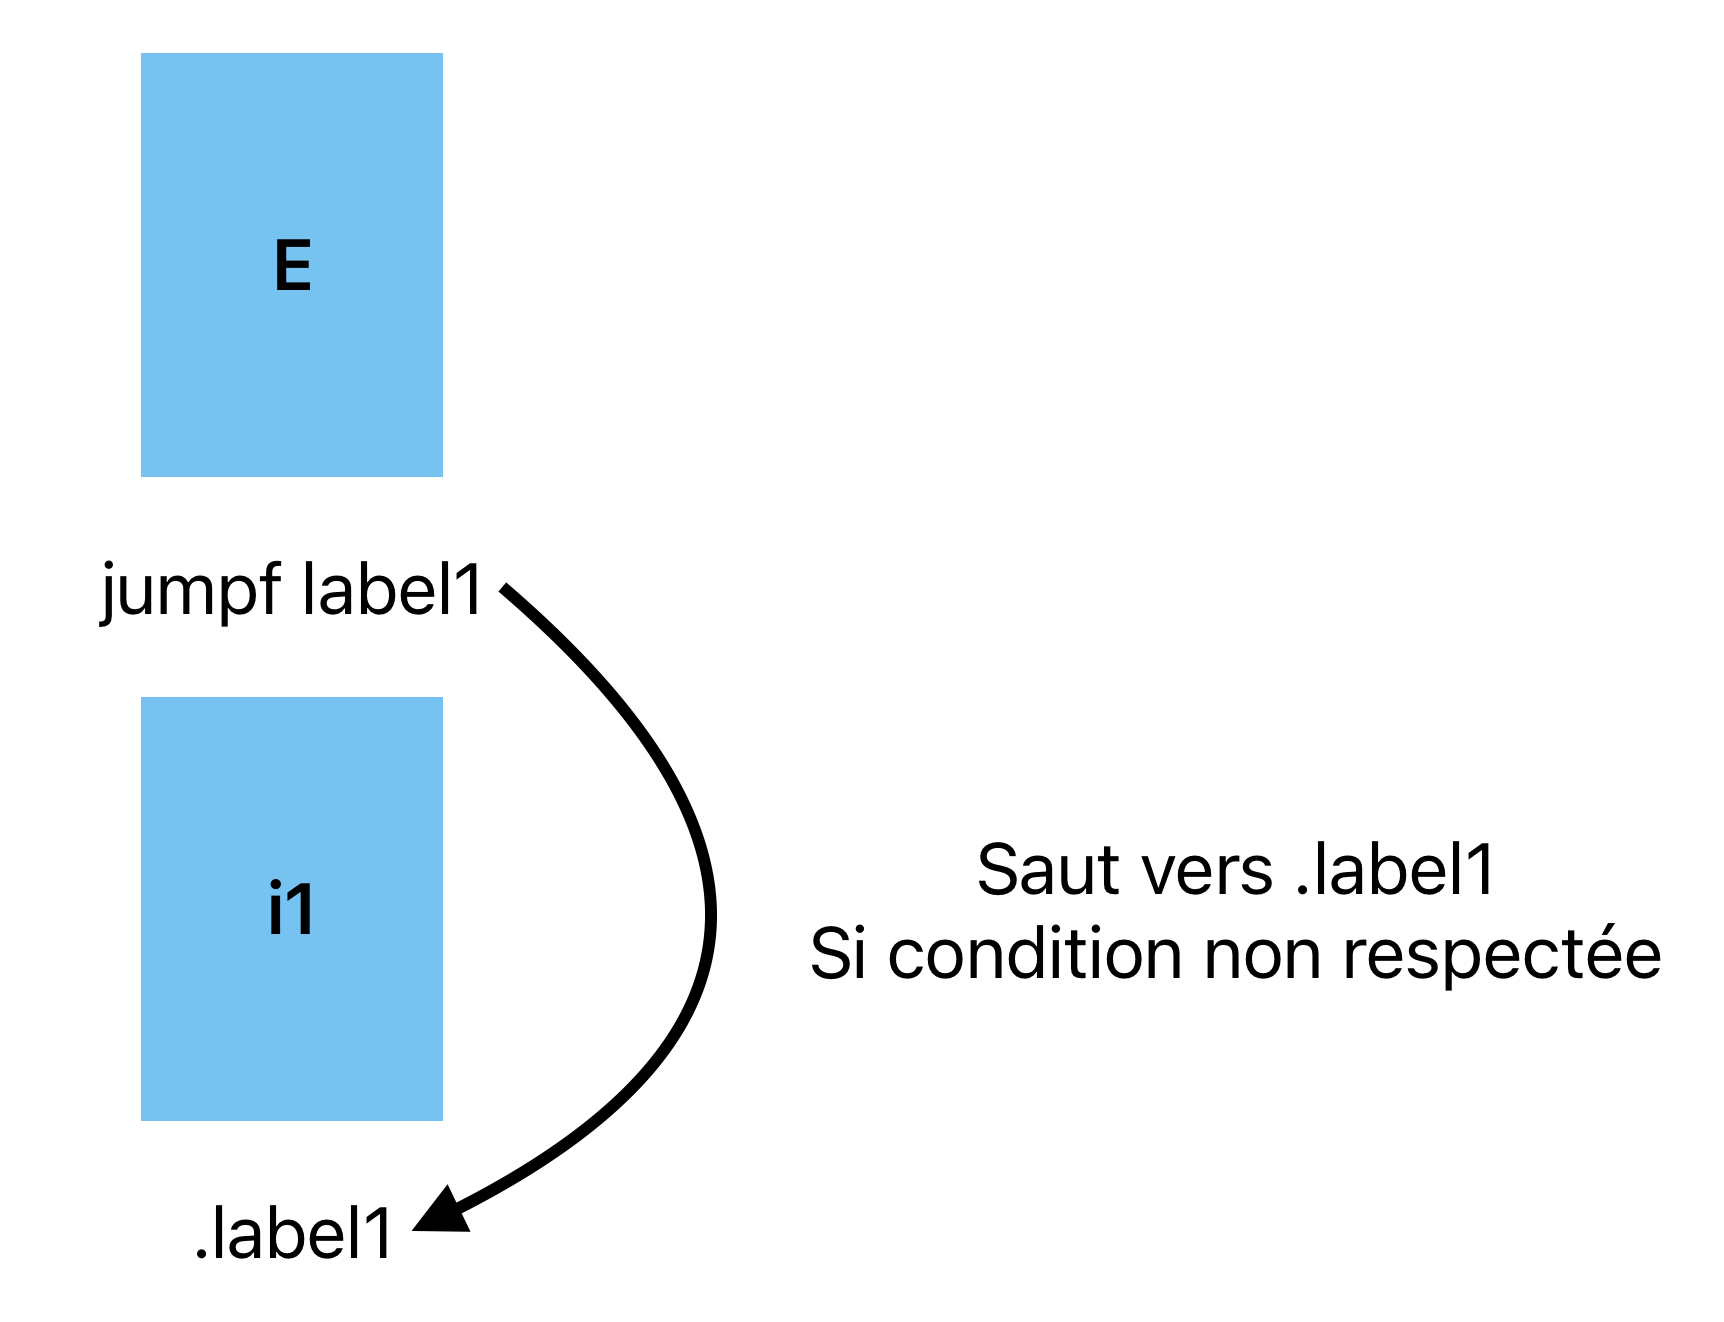 E
jumpf label1
i1
Saut vers .label1
Si condition non respectée
.label1